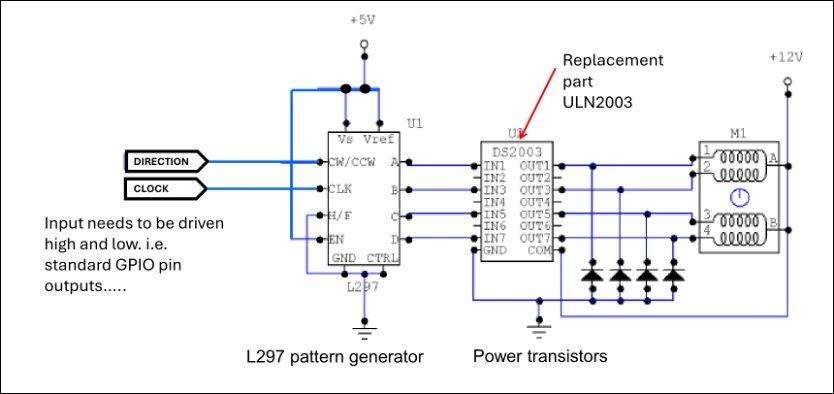 +5V
Replacement
part
ULN2003
+12V
U1
M1
Vs Vref
DS2003
DIRECTION
CW/CCW A
IN1 OUT1
1 A
IN2 OUT2
2
CLOCK
CLK B
IN3 OUT3
IN4 OUT4
H/F C
IN5 OUT5
3 B
IN6 OUT6
EN D
IN7 OUT7
4
GND COM
GND CTRL
L297
Input needs to be driven
high and low. i.e.
standard GPIO pin
outputs.....
L297 pattern generator
Power transistors